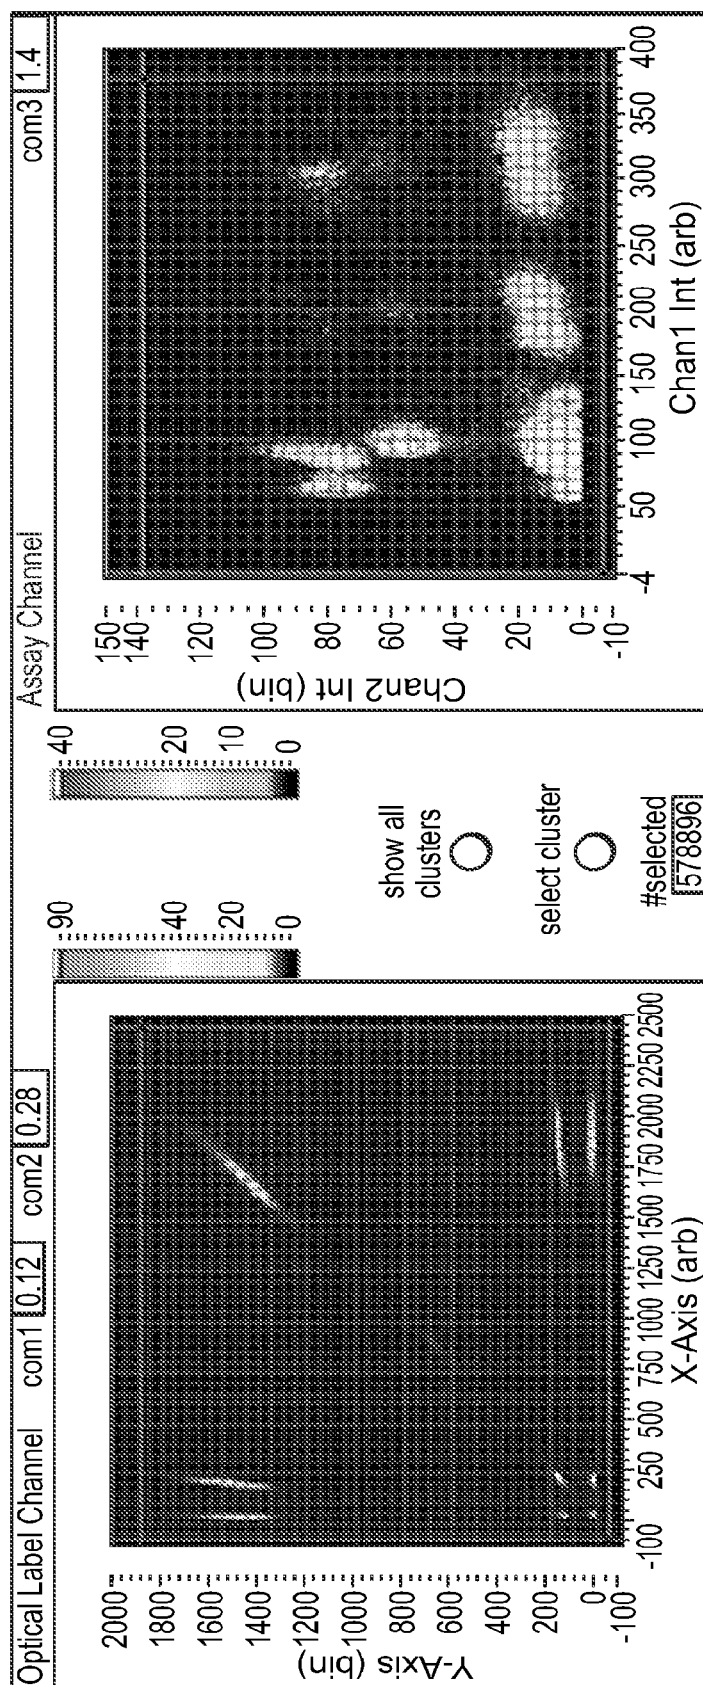 Optical Label Channel com1 0.12 com2 0.28
2000
1800
1600
1400
1200
1000
800
600
400
200
0
-100
Y-Axis (bin)
-100 250 500 750 1000 1250 1500 1750 2000 2250 2500
X-Axis (arb)
90
40
20
0
40
20
10
0
show all
clusters
select cluster
#selected
578896
Assay Channel com3 1.4
150
140
120
100
80
60
40
20
0
-10
Chan2 Int (bin)
-4 50 100 150 200 250 300 350 400
Chan1 Int (arb)